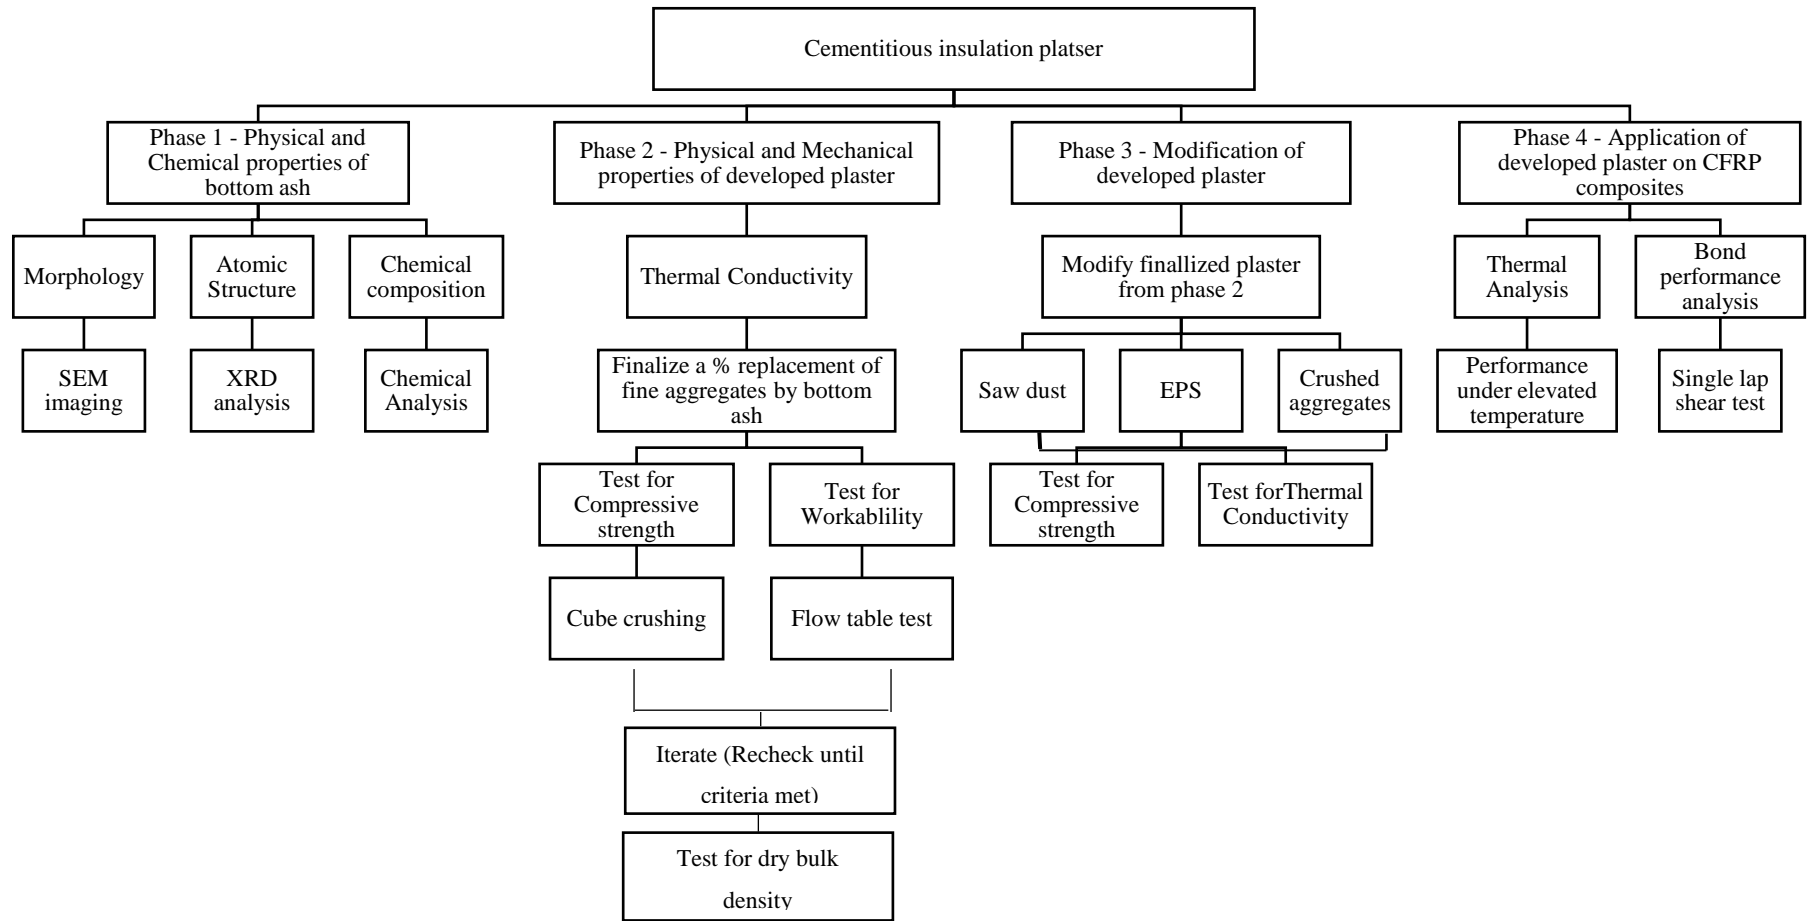 Cementitious insulation platser
Phase 1 - Physical and
Chemical properties of
bottom ash
Phase 2 - Physical and Mechanical
properties of developed plaster
Phase 3 - Modification of
developed plaster
Phase 4 - Application of
developed plaster on CFRP
composites
Morphology
Atomic
Structure
Chemical
composition
Thermal Conductivity
Modify finallized plaster
from phase 2
Thermal
Analysis
Bond
performance
analysis
SEM
imaging
XRD
analysis
Chemical
Analysis
Finalize a % replacement of
fine aggregates by bottom
ash
Saw dust
EPS
Crushed
aggregates
Performance
under elevated
temperature
Single lap
shear test
Test for
Compressive
strength
Test for
Workablility
Test for
Compressive
strength
Test forThermal
Conductivity
Cube crushing
Flow table test
Iterate (Recheck until
criteria met)
Test for dry bulk
density